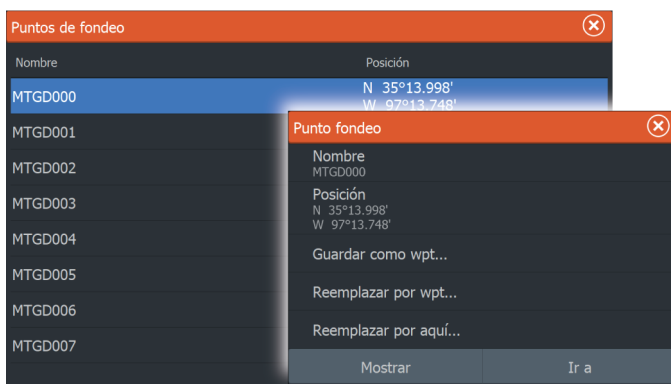 Puntos de fondeo
Nombre Posición
MTGD000 N 35°13.998'
W 97°13.748'
MTGD001
MTGD002
MTGD003
MTGD004
MTGD005
MTGD006
MTGD007
Punto fondeo
Nombre
MTGD000
Posición
N 35°13.998'
W 97°13.748'
Guardar como wpt...
Reemplazar por wpt...
Reemplazar por aquí...
Mostrar Ir a